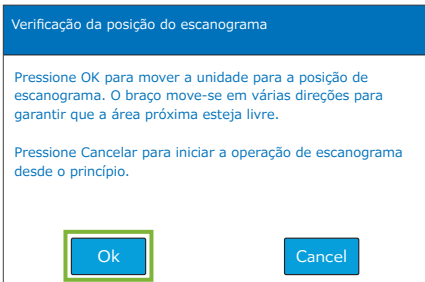 Verificação da posição do escanograma
Pressione OK para mover a unidade para a posição de
escanograma. O braço move-se em várias direções para
garantir que a área próxima esteja livre.
Pressione Cancelar para iniciar a operação de escanograma
desde o princípio.
Ok
Cancel